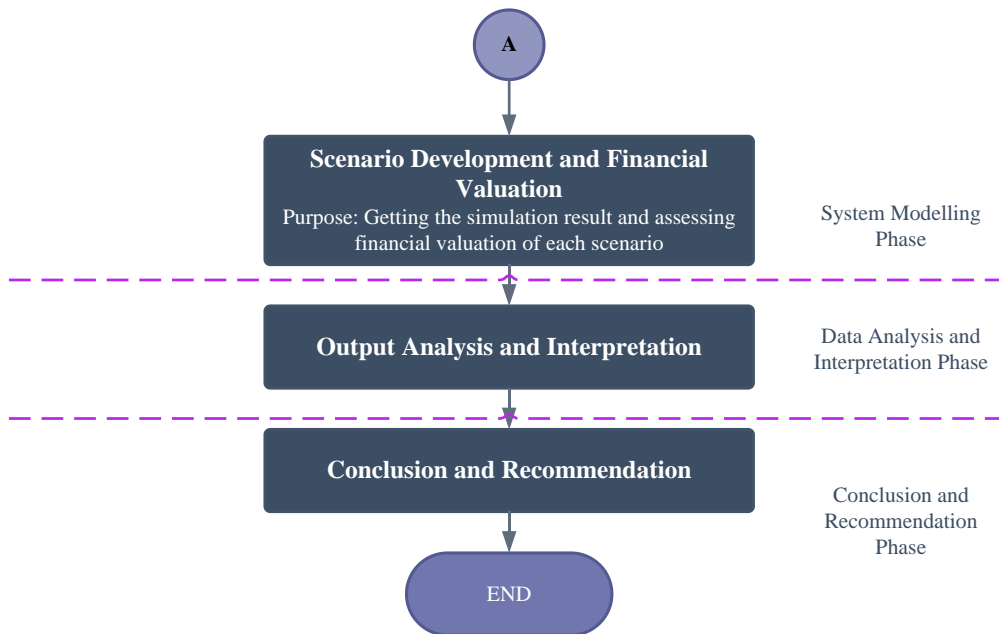 A
Scenario Development and Financial
Valuation
Purpose: Getting the simulation result and assessing
financial valuation of each scenario
System Modelling
Phase
Output Analysis and Interpretation
Data Analysis and
Interpretation Phase
Conclusion and Recommendation
Conclusion and
Recommendation
Phase
END